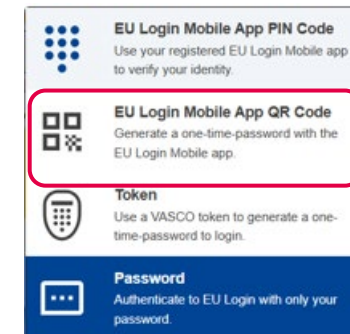 EU Login Mobile App PIN Code
Use your registered EU Login Mobile app
to verify your identity.
EU Login Mobile App QR Code
Generate a one-time-password with the
EU Login Mobile app.
Token
Use a VASCO token to generate a one-
time-password to login.
Password
Authenticate to EU Login with only your
password.